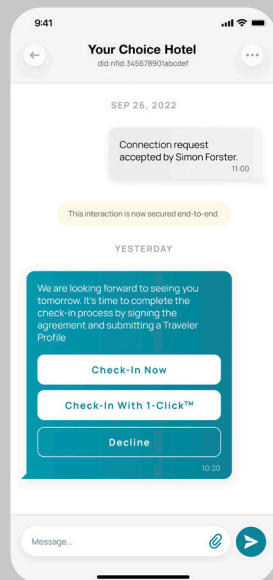 9:41
Your Choice Hotel
did:nfid:345678901abcdef
SEP 26, 2022
Connection request
accepted by Simon Forster.
11:00
This interaction is now secured end-to-end.
YESTERDAY
We are looking forward to seeing you
tomorrow. It's time to complete the
check-in process by signing the
agreement and submitting a Traveler
Profile
Check-In Now
Check-In With 1-Click™
Decline
10:20
Message...